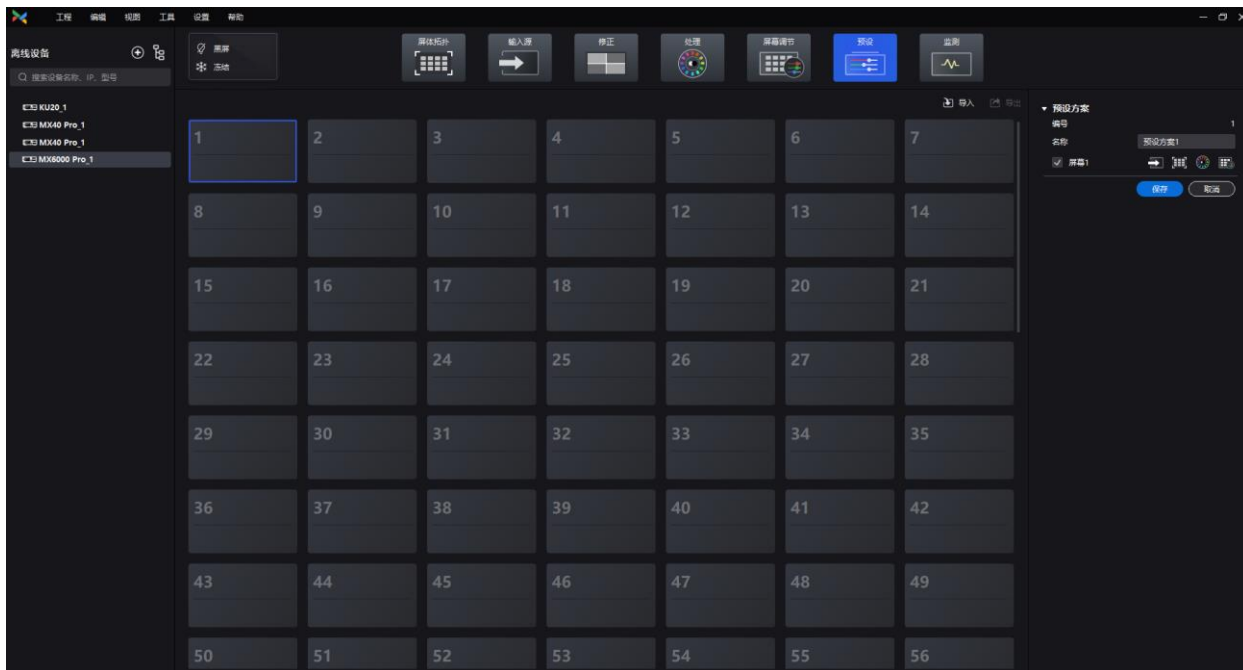 工程 编辑 视图 工具 设置 帮助
离线设备
搜索设备名称、IP、型号
KU20_1
MX40 Pro_1
MX40 Pro_1
MX6000 Pro_1
黑屏
冻结
屏体拓扑 输入源 校正 处理 屏幕调节 预设 监测
导入 导出
1 2 3 4 5 6 7
8 9 10 11 12 13 14
15 16 17 18 19 20 21
22 23 24 25 26 27 28
29 30 31 32 33 34 35
36 37 38 39 40 41 42
43 44 45 46 47 48 49
50 51 52 53 54 55 56
预设方案
编号 1
名称 预设方案1
屏幕1
保存 取消